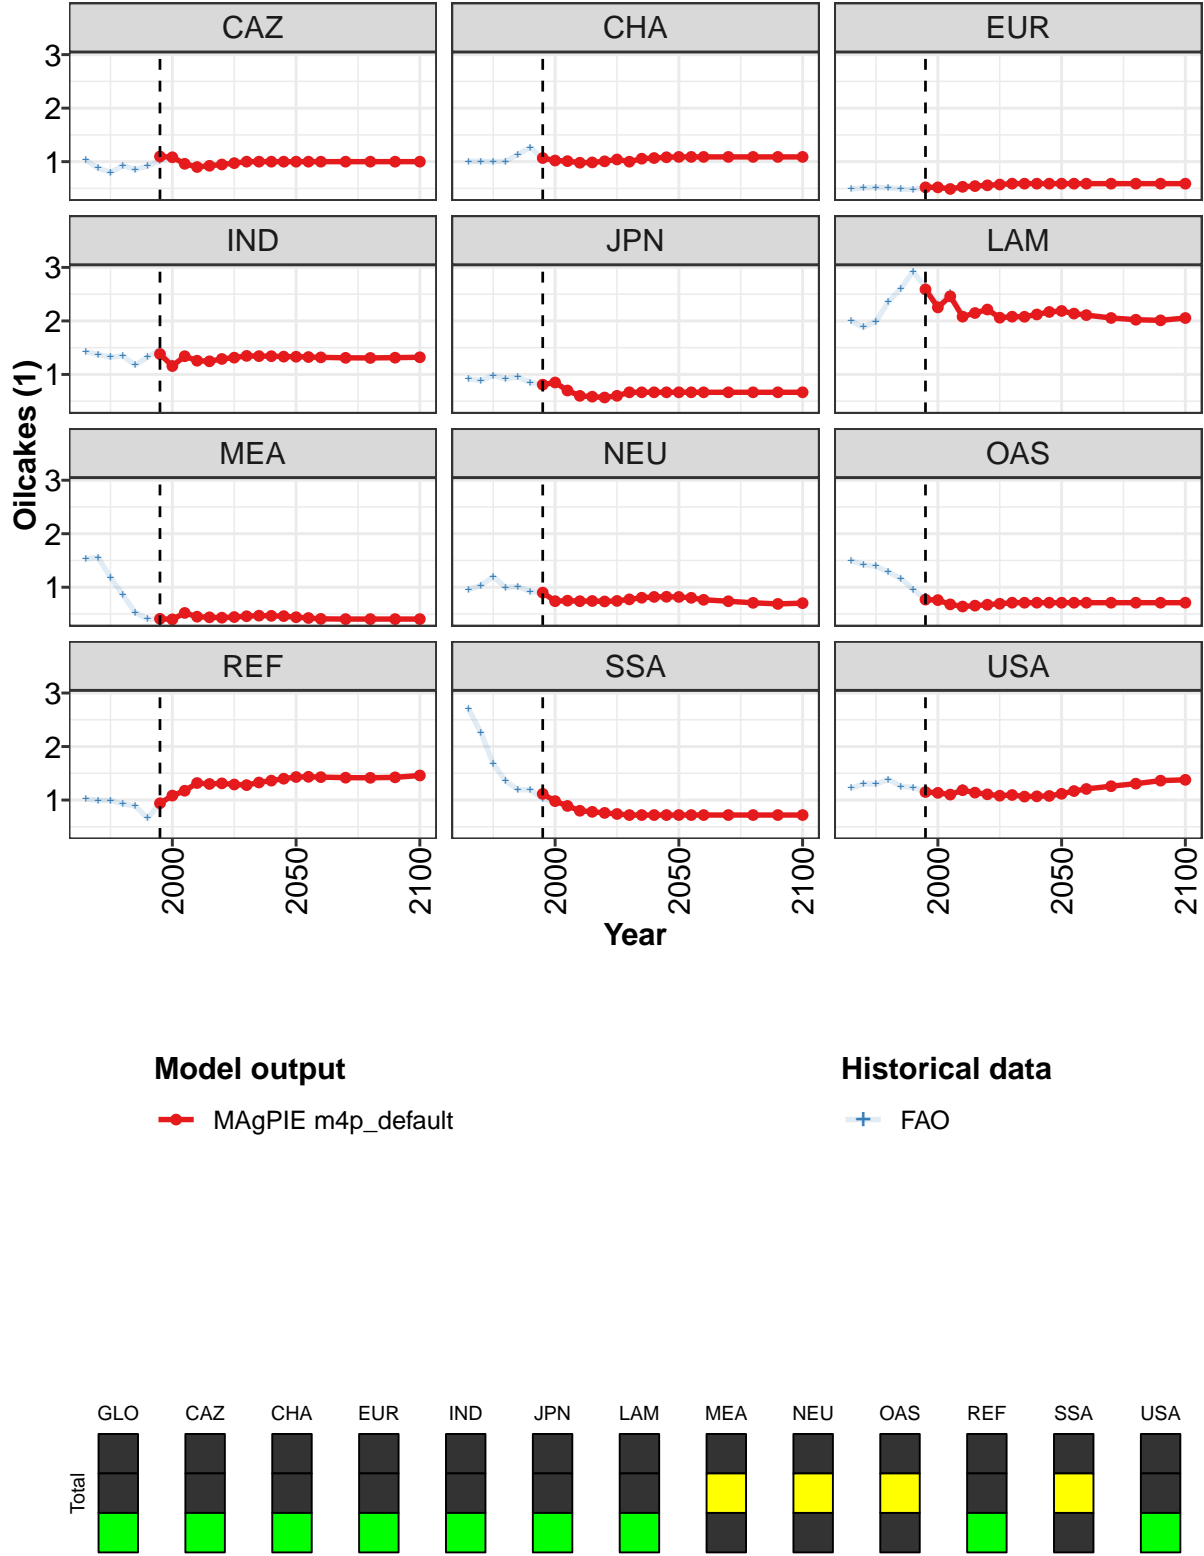 CAZ CHA EUR
3
2
1
IND JPN LAM
3
2
1
MEA NEU OAS
3
2
1
REF SSA USA
3
2
1
Oilcakes (1)
2000 2050 2100 2000 2050 2100 2000 2050 2100
Year
Model output Historical data
MAgPIE m4p_default FAO
GLO CAZ CHA EUR IND JPN LAM MEA NEU OAS REF SSA USA
Total